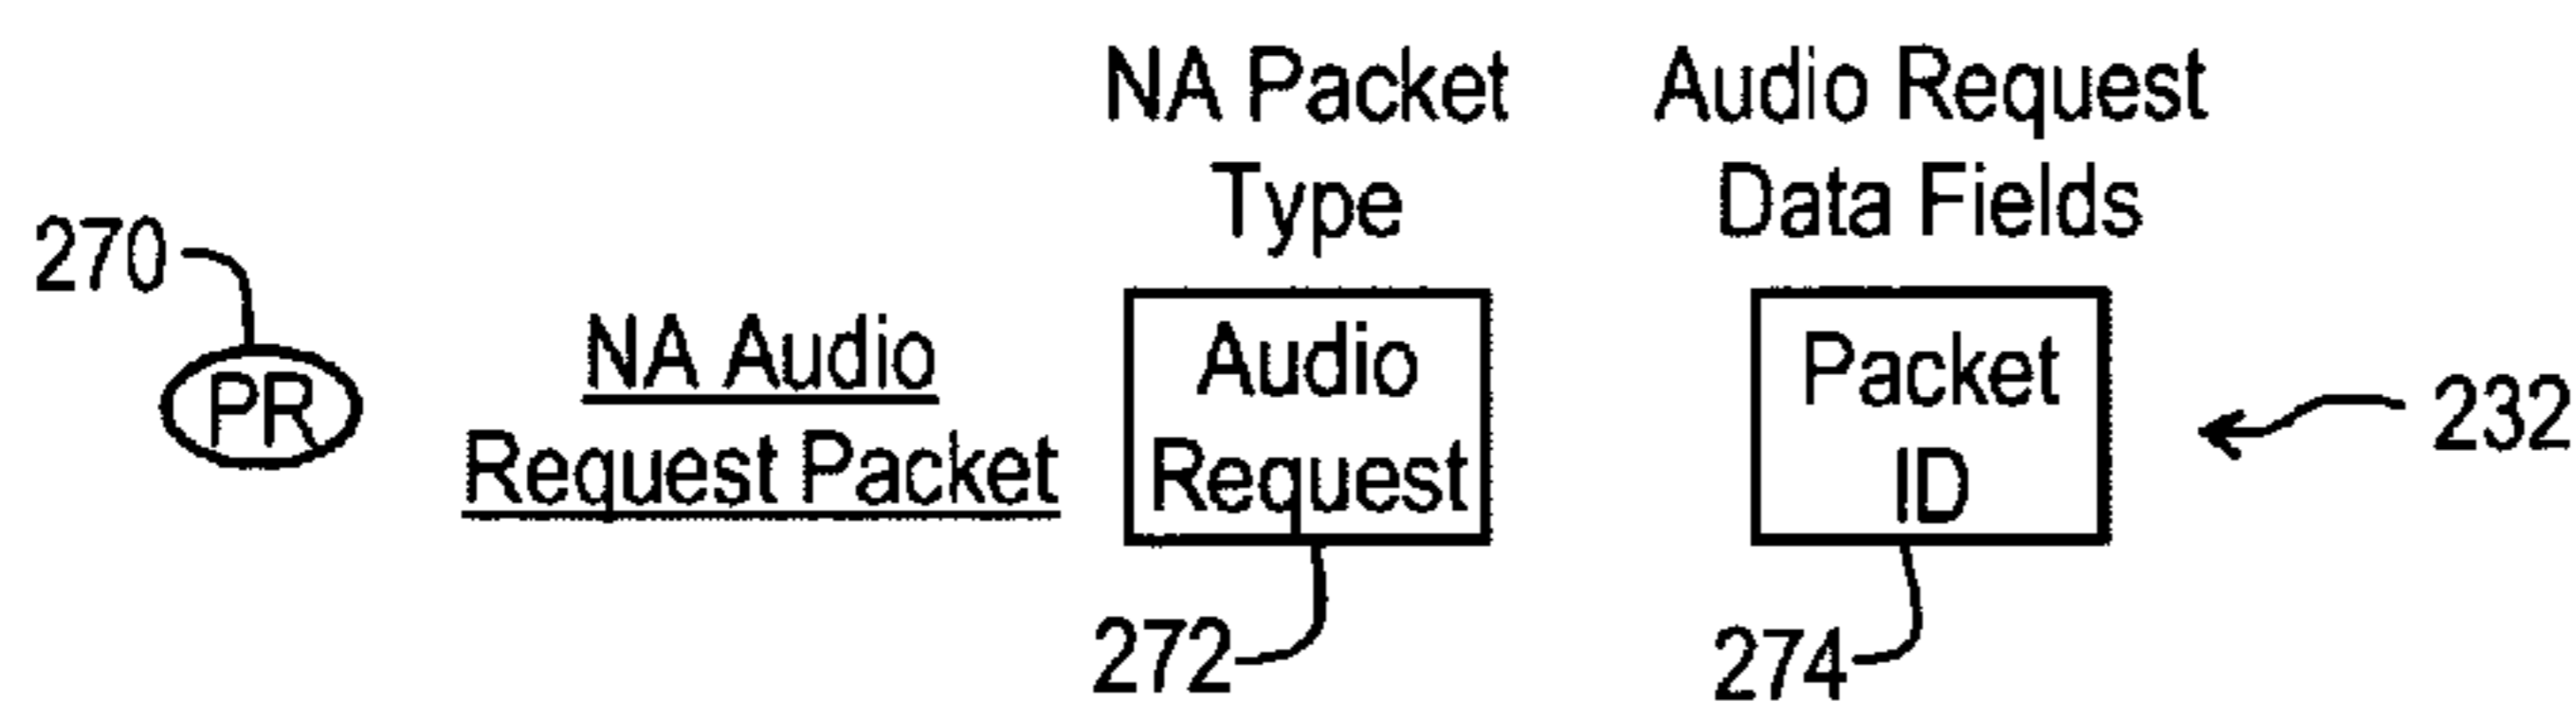 NA Packet
Type
Audio Request
Data Fields
270
PR
NA Audio
Request Packet
Audio
Request
Packet
ID
232
272
274